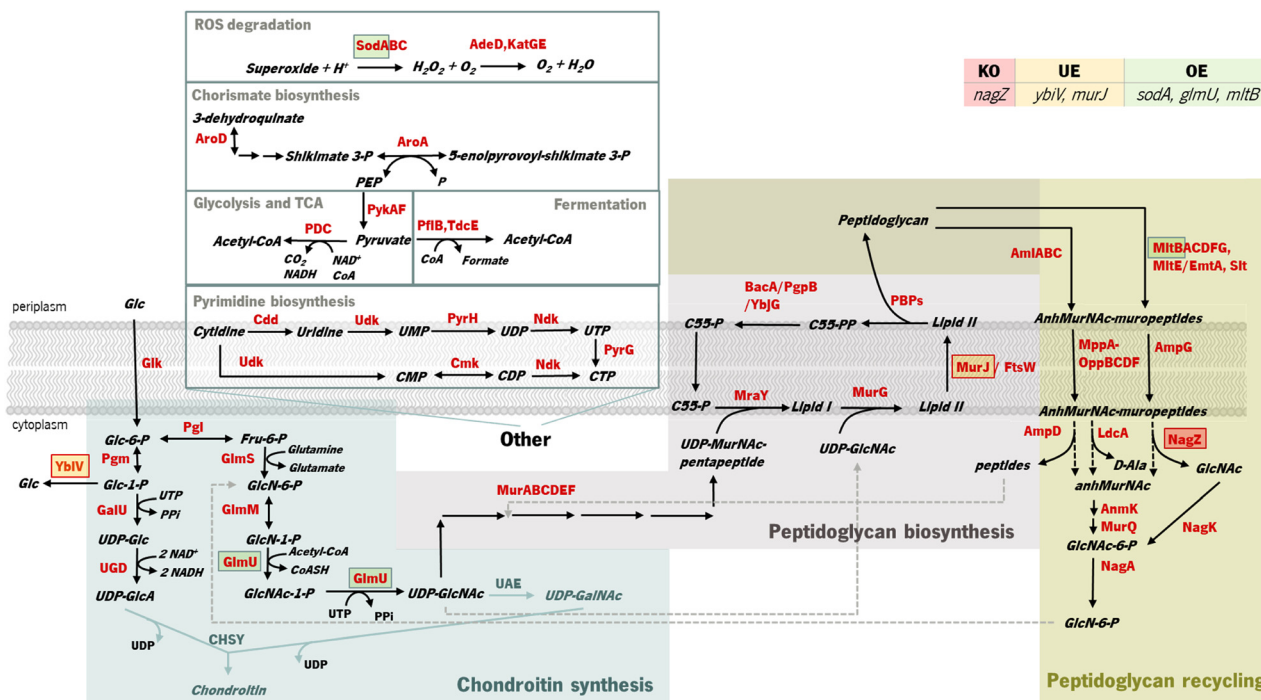 ROS degradation
SodABC
AdeD,KatGE
Superoxide + H⁺
H₂O₂ + O₂
O₂ + H₂O
KO
UE
OE
nagZ
ybiV, murJ
sodA, glmU, mltB
Chorismate biosynthesis
3-dehydroquinate
AroD
AroA
Shikimate 3-P
5-enolpyrovoyl-shikimate 3-P
PEP
P
Glycolysis and TCA
Fermentation
PykAF
PDC
PflB,TdcE
Acetyl-CoA
Pyruvate
Acetyl-CoA
CO₂
NADH
NAD⁺
CoA
CoA
Formate
Pyrimidine biosynthesis
Cdd
Udk
PyrH
Ndk
Cytidine
Uridine
UMP
UDP
UTP
PyrG
Udk
Cmk
Ndk
CMP
CDP
CTP
Other
periplasm
cytoplasm
Glc
Glk
Glc-6-P
Pgi
Fru-6-P
Pgm
GlmS
Glutamine
Glutamate
YbiV
Glc
Glc-1-P
GlcN-6-P
GalU
UTP
PPi
GlmM
UDP-Glc
GlcN-1-P
UGD
2 NAD⁺
2 NADH
GlmU
Acetyl-CoA
CoASH
UDP-GlcA
GlcNAc-1-P
GlmU
UTP
PPi
UDP-GlcNAc
UAE
UDP-GalNAc
UDP
CHSY
UDP
Chondroitin
Chondroitin synthesis
Peptidoglycan
BacA/PgpB
/YbjG
PBPs
C55-P
C55-PP
Lipid II
MurJ/ FtsW
MraY
MurG
C55-P
Lipid I
Lipid II
UDP-MurNAc-
pentapeptide
UDP-GlcNAc
MurABCDEF
Peptidoglycan biosynthesis
AmiABC
MltBACDFG,
MltE/EmtA, Slt
AnhMurNAc-muropeptides
MppA-
OppBCDF
AmpG
AnhMurNAc-muropeptides
AmpD
LdcA
NagZ
peptides
D-Ala
GlcNAc
anhMurNAc
AnmK
MurQ
NagK
GlcNAc-6-P
NagA
GlcN-6-P
Peptidoglycan recycling